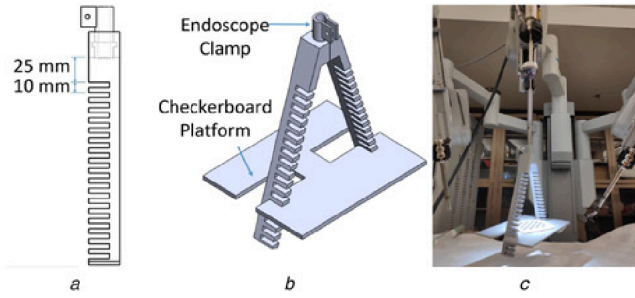 25 mm
10 mm
Endoscope
Clamp
Checkerboard
Platform
a
b
c